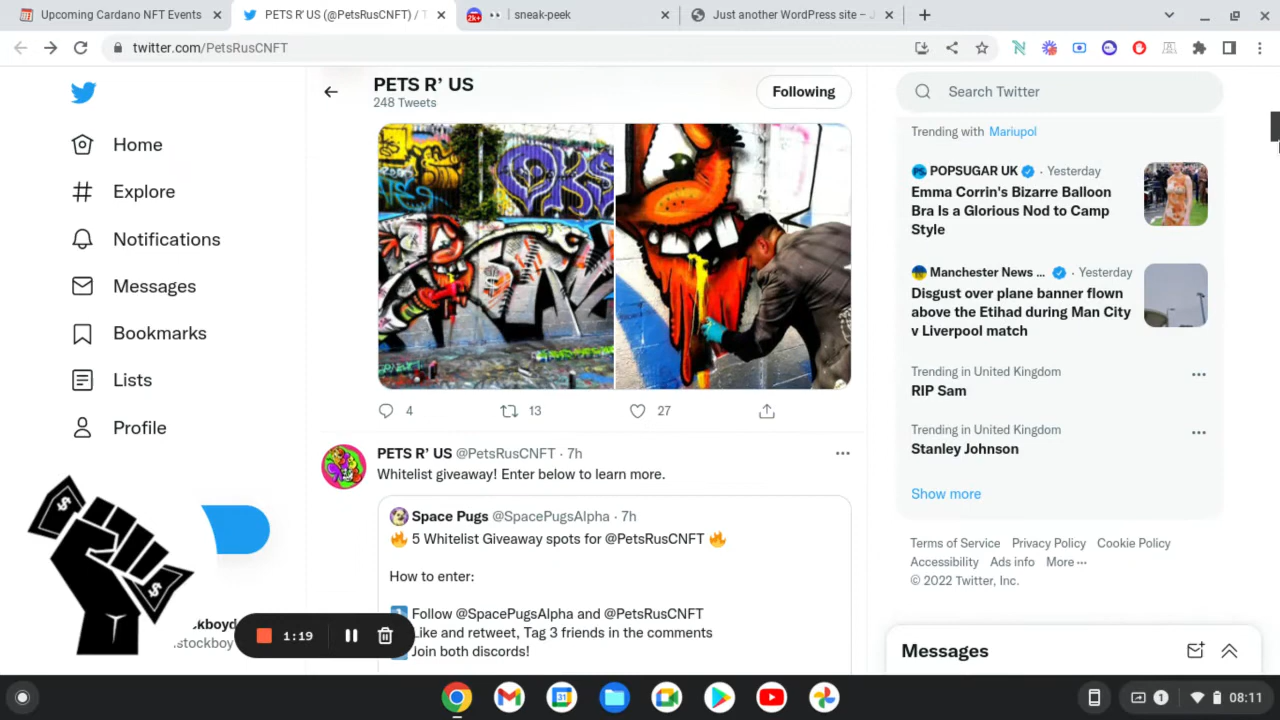 Upcoming Cardano NFT Events
PETS R' US (@PetsRusCNFT) / T
2k+
sneak-peek
Just another WordPress site – J
twitter.com/PetsRusCNFT
PETS R’ US
248 Tweets
Following
Search Twitter
Home
Explore
Notifications
Messages
Bookmarks
Lists
Profile
4
13
27
PETS R’ US @PetsRusCNFT · 7h
Whitelist giveaway! Enter below to learn more.
Space Pugs @SpacePugsAlpha · 7h
🔥 5 Whitelist Giveaway spots for @PetsRusCNFT 🔥
How to enter:
Follow @SpacePugsAlpha and @PetsRusCNFT
Like and retweet, Tag 3 friends in the comments
Join both discords!
Trending with Mariupol
POPSUGAR UK · Yesterday
Emma Corrin's Bizarre Balloon
Bra Is a Glorious Nod to Camp
Style
Manchester News ... · Yesterday
Disgust over plane banner flown
above the Etihad during Man City
v Liverpool match
Trending in United Kingdom
RIP Sam
Trending in United Kingdom
Stanley Johnson
Show more
Terms of Service Privacy Policy Cookie Policy
Accessibility Ads info More ···
© 2022 Twitter, Inc.
Messages
$
$
ckboyd
stockboy
1:19
31
1
08:11